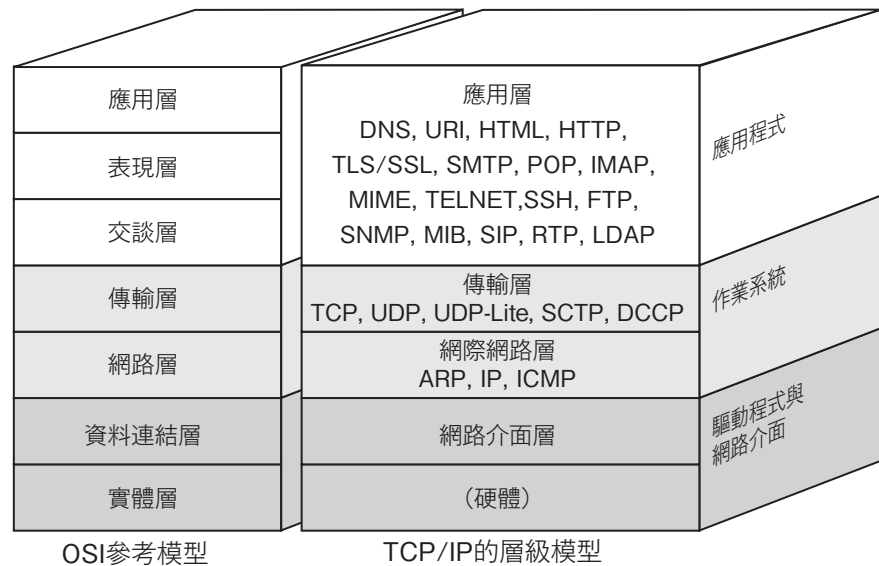 應用層
表現層
交談層
傳輸層
網路層
資料連結層
實體層
OSI參考模型
應用層
DNS, URI, HTML, HTTP,
TLS/SSL, SMTP, POP, IMAP,
MIME, TELNET,SSH, FTP,
SNMP, MIB, SIP, RTP, LDAP
傳輸層
TCP, UDP, UDP-Lite, SCTP, DCCP
網際網路層
ARP, IP, ICMP
網路介面層
（硬體）
TCP/IP的層級模型
應用程式
作業系統
驅動程式與
網路介面